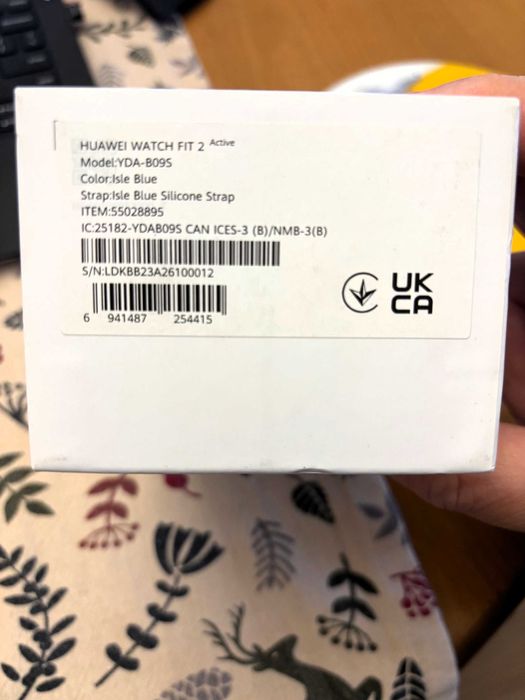 HUAWEI WATCH FIT 2 Active
Model:YDA-B09S
Color:Isle Blue
Strap:Isle Blue Silicone Strap
ITEM:55028895
IC:25182-YDAB09S CAN ICES-3 (B)/NMB-3(B)
S/N:LDKBB23A26100012
6 941487 254415
UK
CA